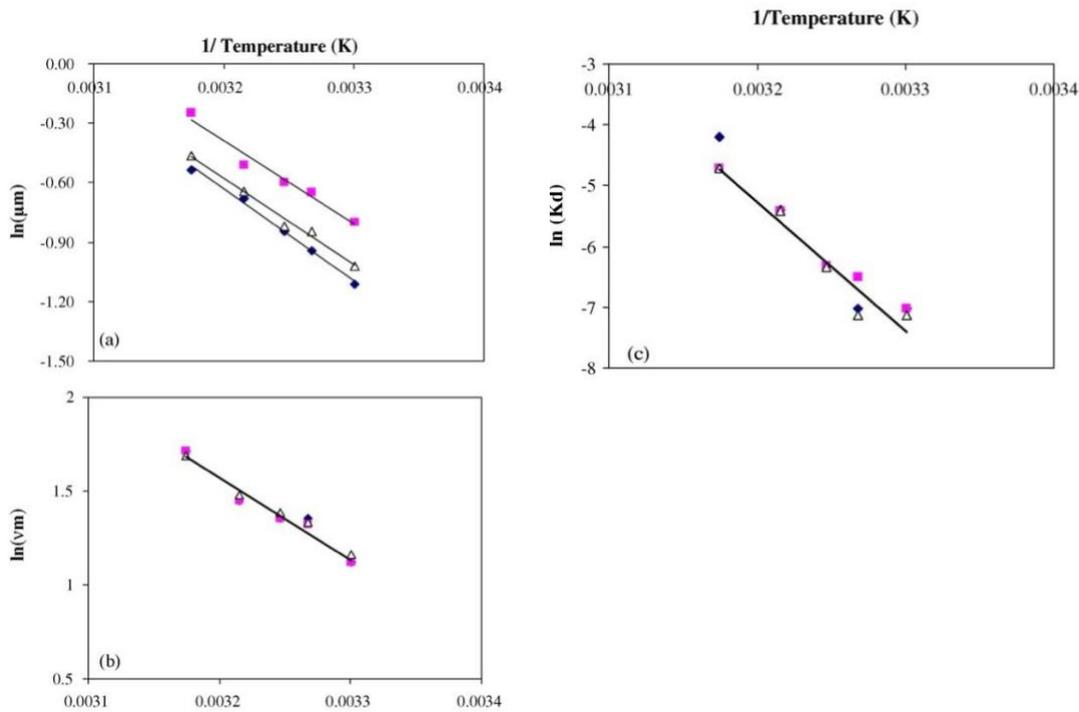 1/ Temperature (K)
0.00
0.0031 0.0032 0.0033 0.0034
-0.30
-0.60
-0.90
-1.20
-1.50
ln(μm)
(a)
2
1.5
1
0.5
ln(νm)
(b)
0.0031 0.0032 0.0033 0.0034
1/Temperature (K)
-3
0.0031 0.0032 0.0033 0.0034
-4
-5
-6
-7
-8
ln (Kd)
(c)